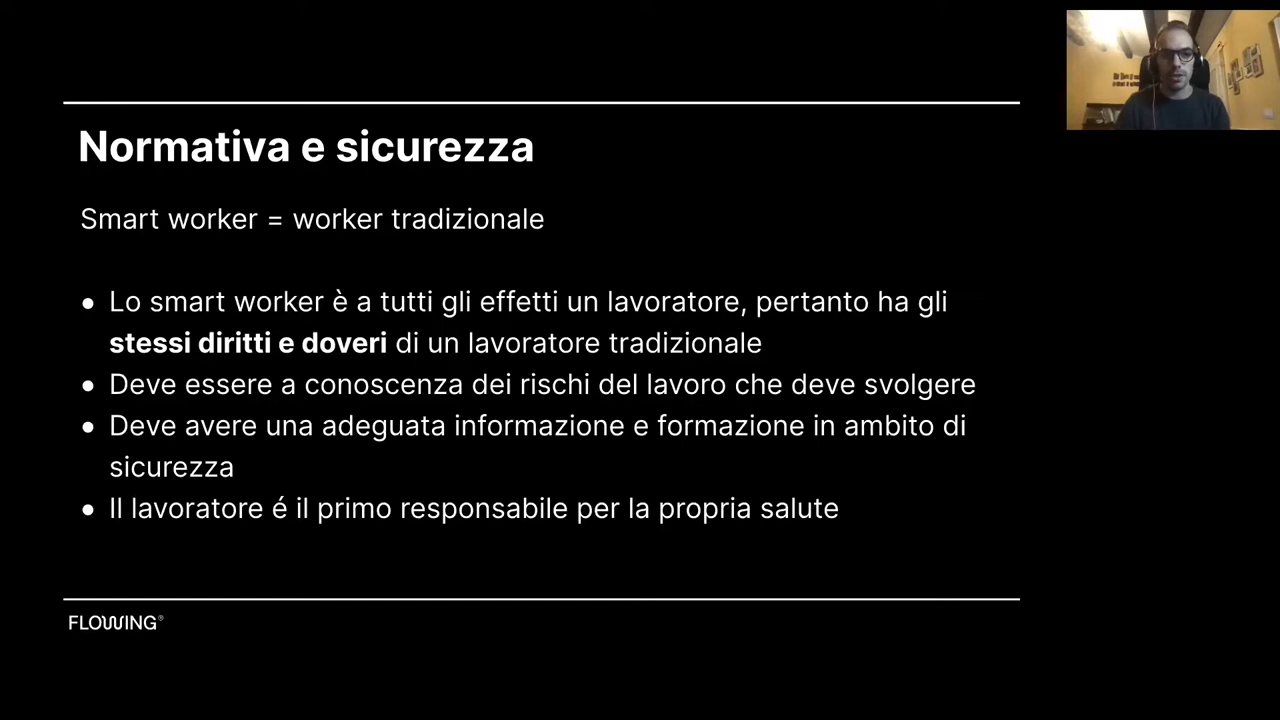 Normativa e sicurezza
Smart worker = worker tradizionale
● Lo smart worker è a tutti gli effetti un lavoratore, pertanto ha gli
stessi diritti e doveri di un lavoratore tradizionale
● Deve essere a conoscenza dei rischi del lavoro che deve svolgere
● Deve avere una adeguata informazione e formazione in ambito di
sicurezza
● Il lavoratore é il primo responsabile per la propria salute
FLOWING®